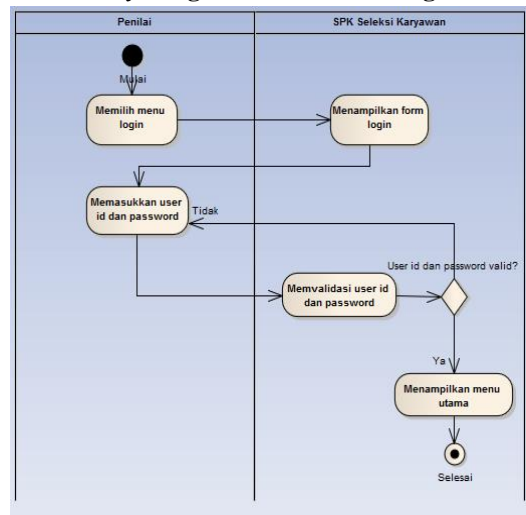 Penilai
SPK Seleksi Karyawan
Mulai
Memilih menu
login
Menampilkan form
login
Memasukkan user
id dan password
Tidak
User id dan password valid?
Memvalidasi user id
dan password
Ya
Menampilkan menu
utama
Selesai